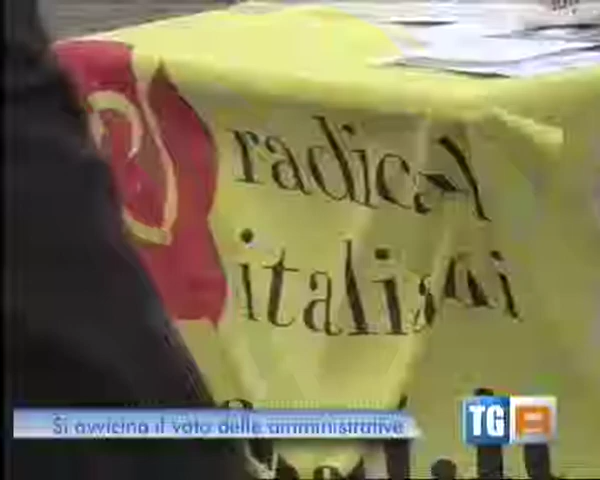 radicali
italiani
Si avvicina il voto delle amministrative
TG